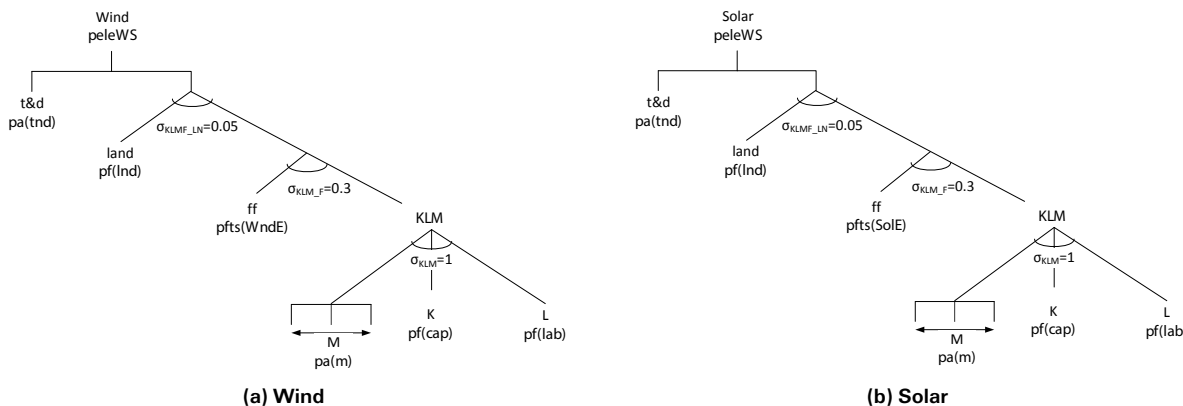 Wind
peleWS
t&d
pa(tnd)
σKLMF_LN=0.05
land
pf(lnd)
σKLM_F=0.3
ff
pfts(WndE)
KLM
σKLM=1
K
pf(cap)
L
pf(lab)
M
pa(m)
(a) Wind
Solar
peleWS
t&d
pa(tnd)
σKLMF_LN=0.05
land
pf(lnd)
σKLM_F=0.3
ff
pfts(SolE)
KLM
σKLM=1
K
pf(cap)
L
pf(lab
M
pa(m)
(b) Solar